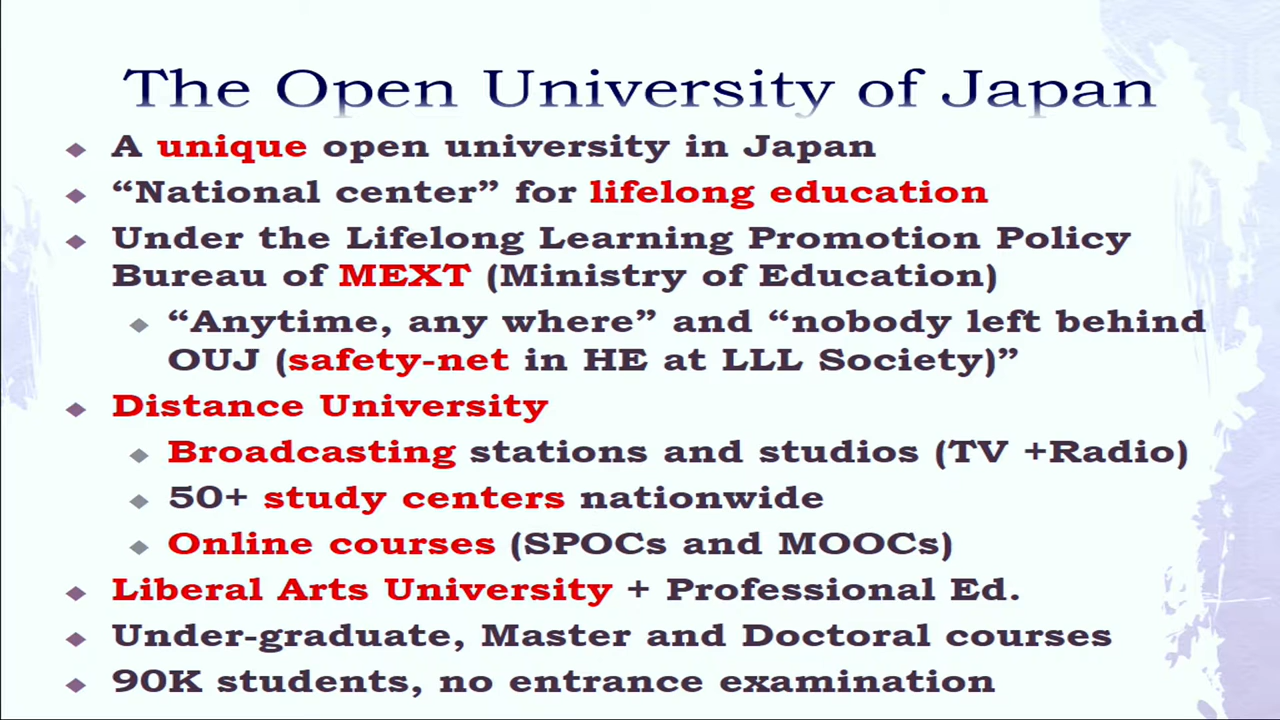 The Open University of Japan
A unique open university in Japan
“National center” for lifelong education
Under the Lifelong Learning Promotion Policy
Bureau of MEXT (Ministry of Education)
“Anytime, any where” and “nobody left behind
OUJ (safety-net in HE at LLL Society)”
Distance University
Broadcasting stations and studios (TV +Radio)
50+ study centers nationwide
Online courses (SPOCs and MOOCs)
Liberal Arts University + Professional Ed.
Under-graduate, Master and Doctoral courses
90K students, no entrance examination